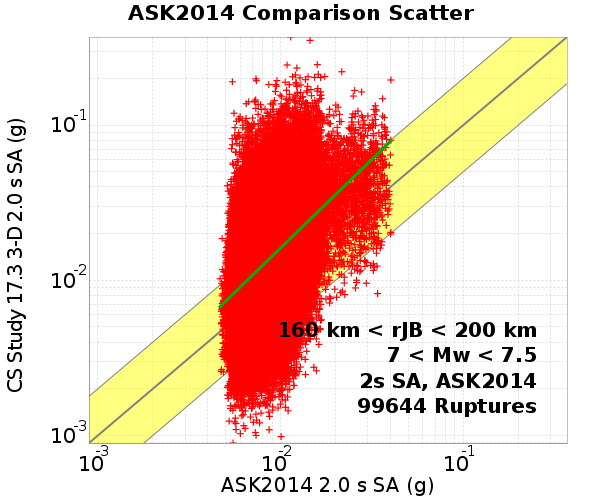 ASK2014 Comparison Scatter
CS Study 17.3 3-D 2.0 s SA (g)
10-1
10-2
10-3
160 km < rJB < 200 km
7 < Mw < 7.5
2s SA, ASK2014
99644 Ruptures
10-3 10-2 10-1
ASK2014 2.0 s SA (g)